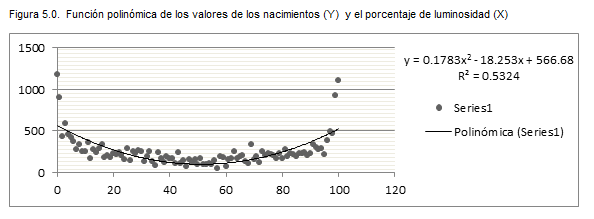 Figura 5.0. Función polinómica de los valores de los nacimientos (Y) y el porcentaje de luminosidad (X)
1500
1000
500
0
0 20 40 60 80 100 120
y = 0.1783x² - 18.253x + 566.68
R² = 0.5324
Series1
Polinómica (Series1)